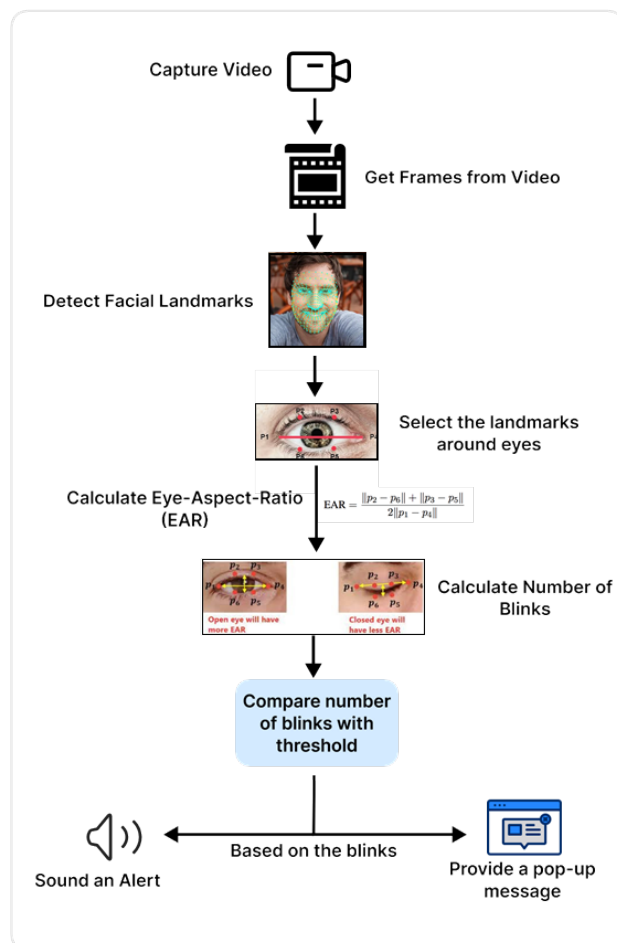 Capture Video
Get Frames from Video
Detect Facial Landmarks
P2 P3
P1
P5
Select the landmarks
around eyes
Calculate Eye-Aspect-Ratio
(EAR)
EAR = ||p2 − p6|| + ||p3 − p5|| / 2||p1 − p4||
p2 p3
p4
p6 p5
Open eye will have
more EAR
p2 p3
p1 p4
p6 p5
Closed eye will
have less EAR
Calculate Number of
Blinks
Compare number
of blinks with
threshold
Based on the blinks
Sound an Alert
Provide a pop-up
message